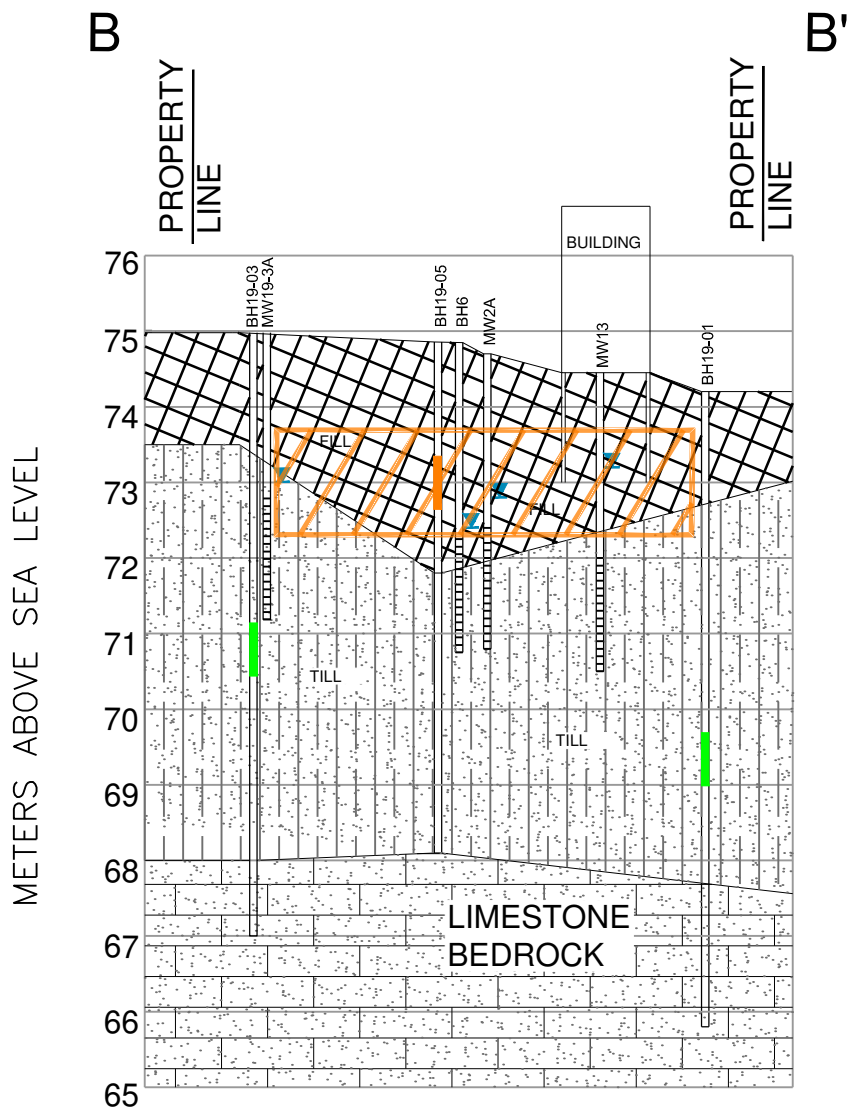 B
B'
PROPERTY
LINE
PROPERTY
LINE
BUILDING
76
75
74
73
72
71
70
69
68
67
66
65
METERS ABOVE SEA LEVEL
BH19-03
MW19-3A
BH19-05
BH6
MW2A
MW13
BH19-01
FILL
FILL
TILL
TILL
LIMESTONE
BEDROCK